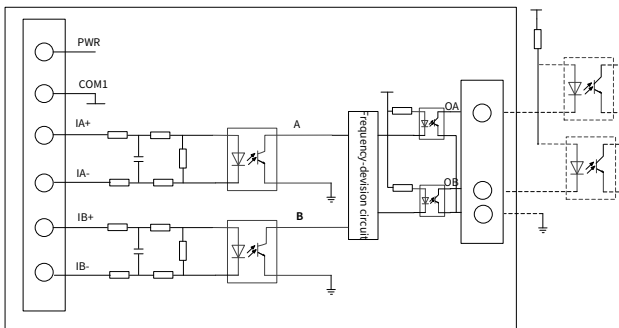 PWR
COM1
IA+
A
OA
IA-
Frequency-devision circuit
OB
IB+
B
IB-